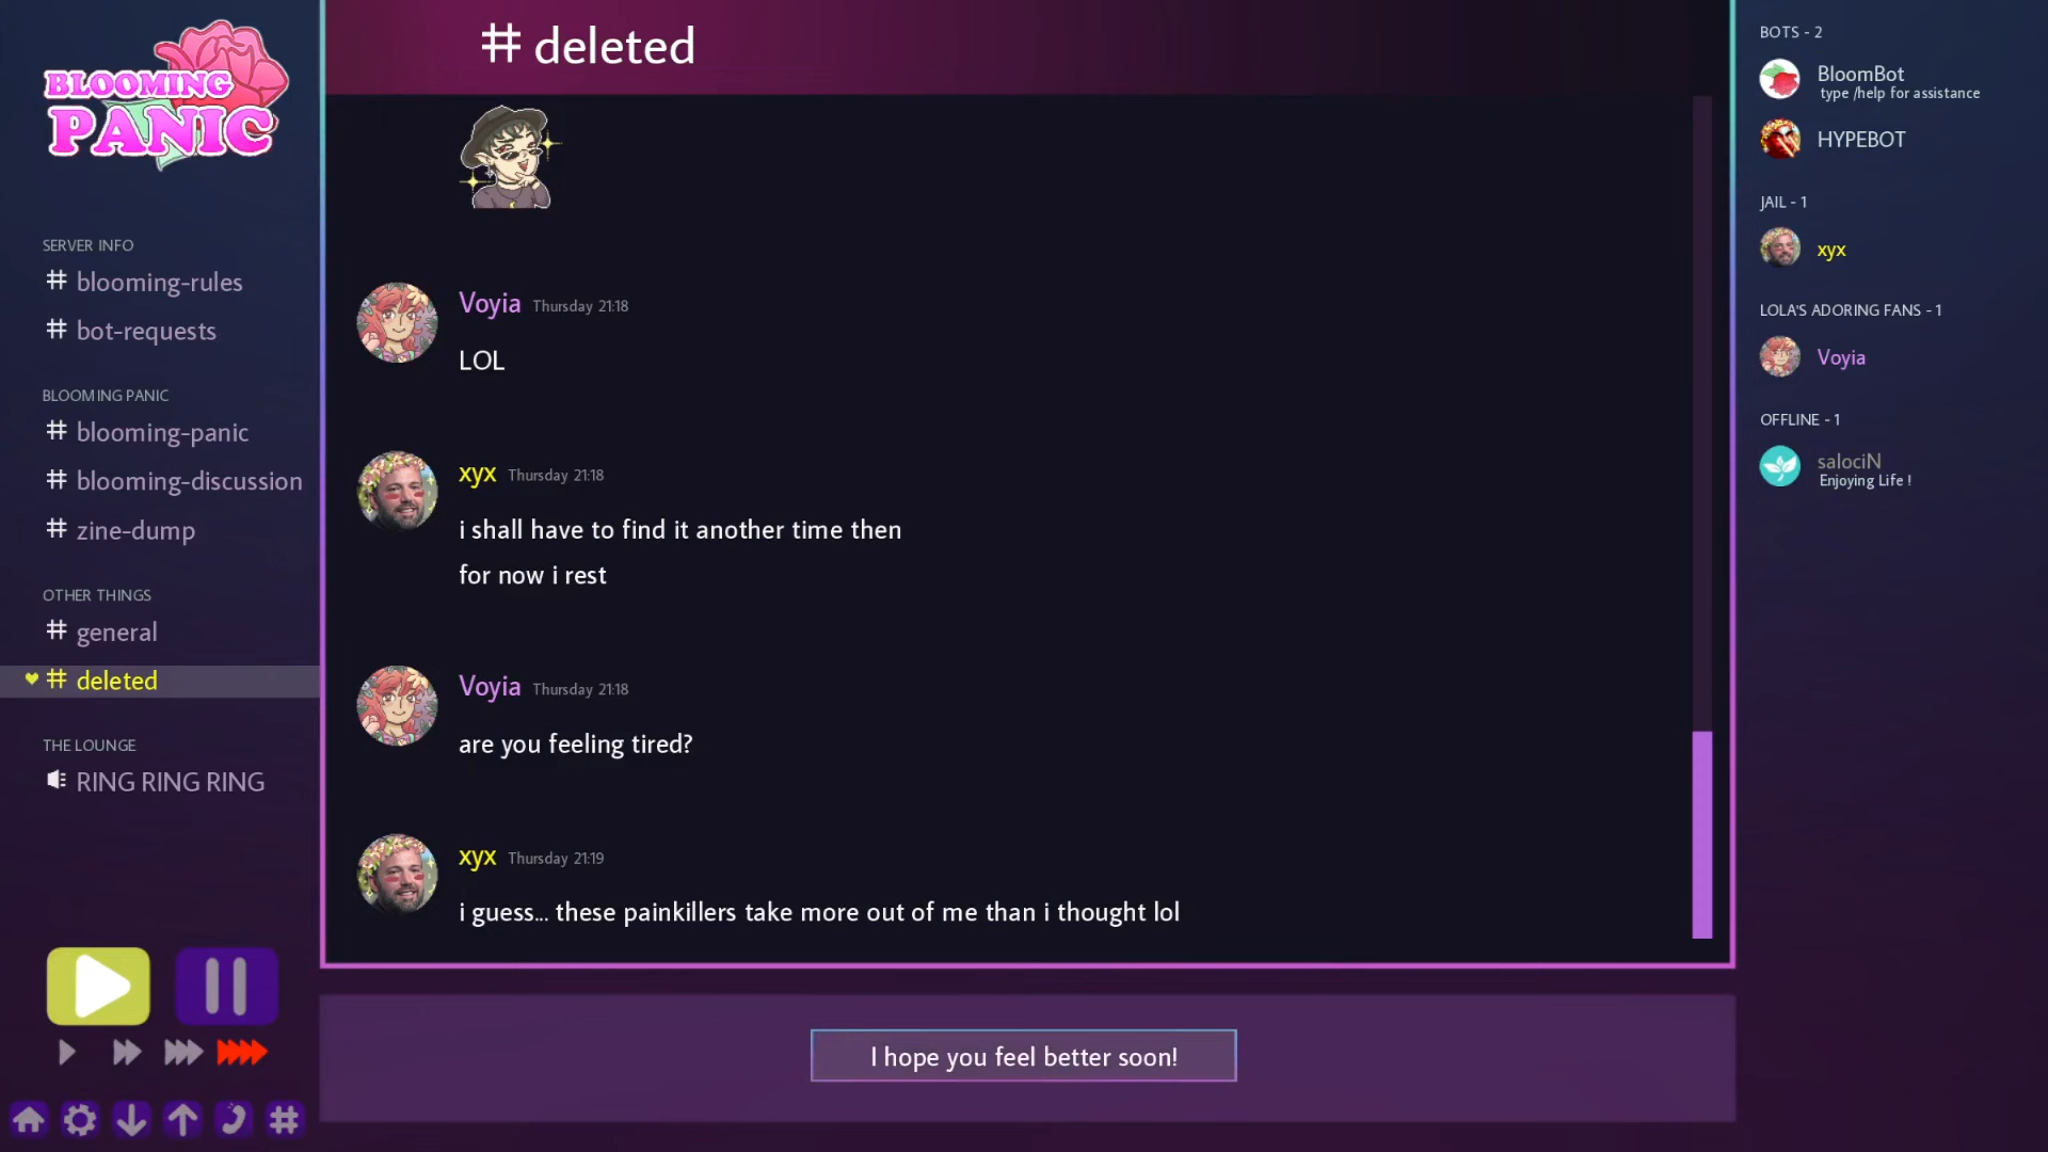 BLOOMING
PANIC
SERVER INFO
# blooming-rules
# bot-requests
BLOOMING PANIC
# blooming-panic
# blooming-discussion
# zine-dump
OTHER THINGS
# general
# deleted
THE LOUNGE
RING RING RING
# deleted
Voyia Thursday 21:18
LOL
xyx Thursday 21:18
i shall have to find it another time then
for now i rest
Voyia Thursday 21:18
are you feeling tired?
xyx Thursday 21:19
i guess... these painkillers take more out of me than i thought lol
I hope you feel better soon!
BOTS - 2
BloomBot
type /help for assistance
HYPEBOT
JAIL - 1
xyx
LOLA'S ADORING FANS - 1
Voyia
OFFLINE - 1
salociN
Enjoying Life !